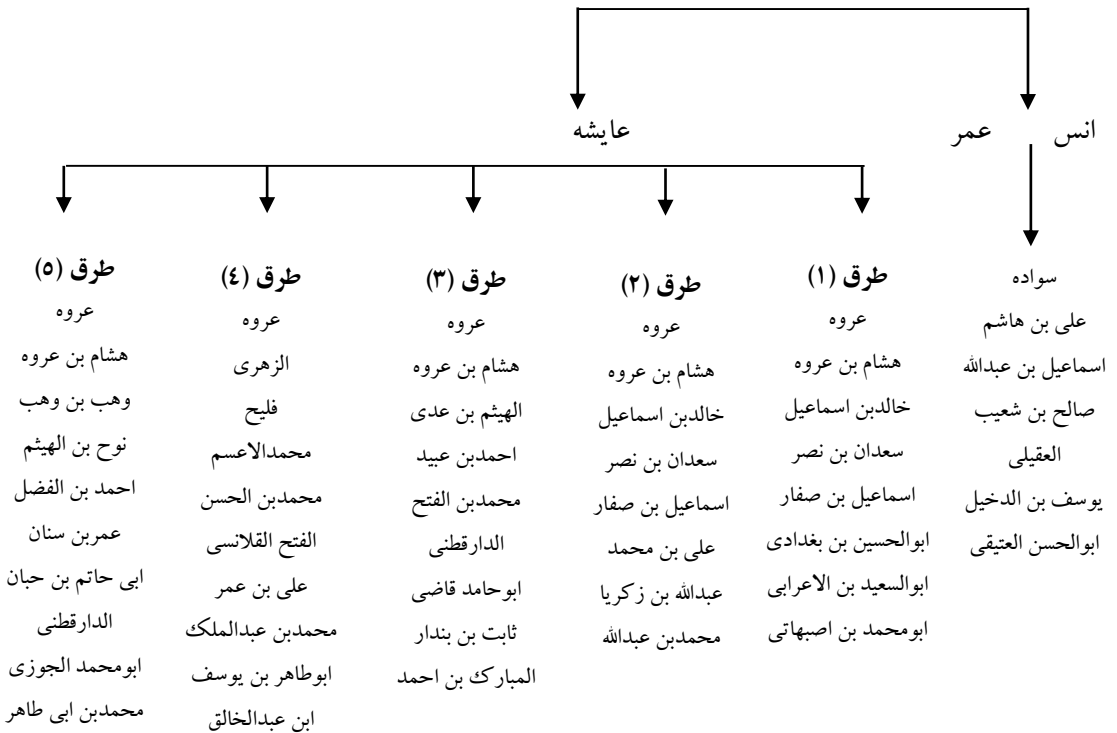 انس
عمر
عایشه
سواده
علی بن هاشم
اسماعیل بن عبدالله
صالح بن شعیب
العقیلی
یوسف بن الدخیل
ابوالحسن العتیقی
طرق (۱)
عروه
هشام بن عروه
خالدبن اسماعیل
سعدان بن نصر
اسماعیل بن صفار
ابوالحسین بن بغدادی
ابوالسعید بن الاعرابی
ابومحمد بن اصبهاتی
طرق (۲)
عروه
هشام بن عروه
خالدبن اسماعیل
سعدان بن نصر
اسماعیل بن صفار
علی بن محمد
عبدالله بن زکریا
محمدبن عبدالله
طرق (۳)
عروه
هشام بن عروه
الهیثم بن عدی
احمدبن عبید
محمدبن الفتح
الدارقطنی
ابوحامد قاضی
ثابت بن بندار
المبارک بن احمد
طرق (٤)
عروه
الزهری
فلیح
محمدالاعسم
محمدبن الحسن
الفتح القلانسی
علی بن عمر
محمدبن عبدالملک
ابوطاهر بن یوسف
ابن عبدالخالق
طرق (٥)
عروه
هشام بن عروه
وهب بن وهب
نوح بن الهیثم
احمد بن الفضل
عمربن سنان
ابی حاتم بن حبان
الدارقطنی
ابومحمد الجوزی
محمدبن ابی طاهر